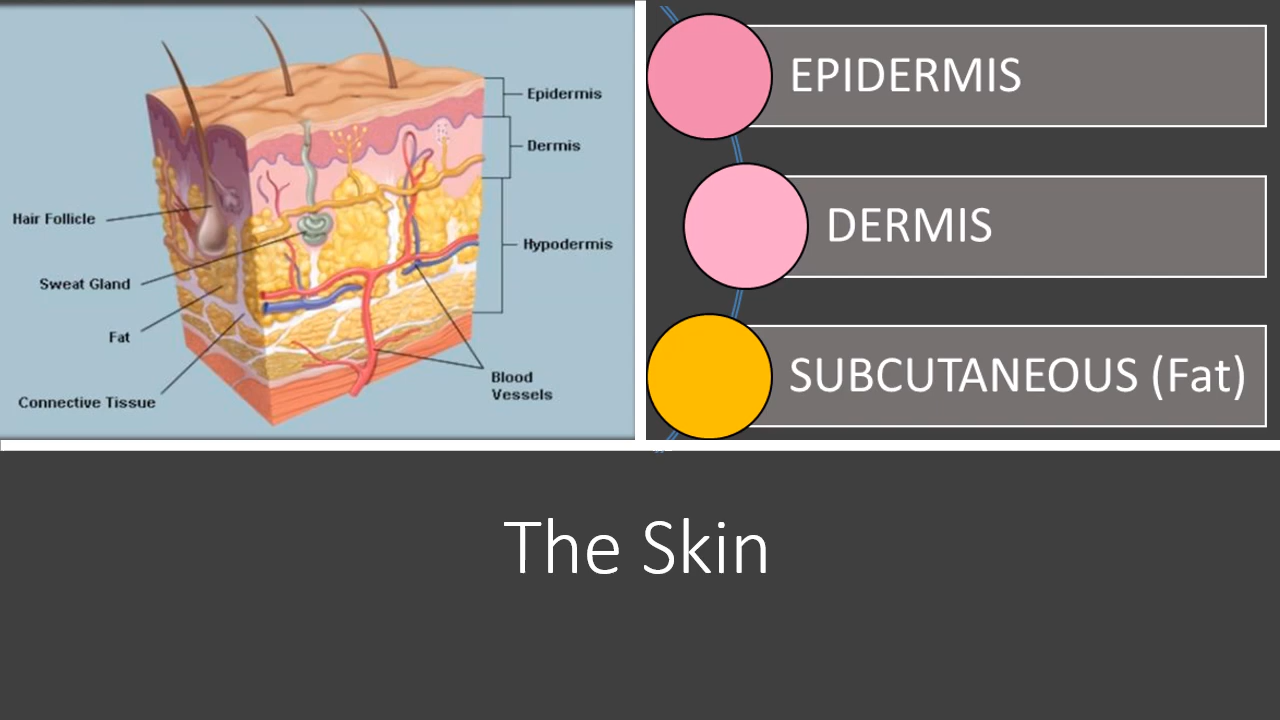 Epidermis
Dermis
Hair Follicle
Hypodermis
Sweat Gland
Fat
Blood
Vessels
Connective Tissue
EPIDERMIS
DERMIS
SUBCUTANEOUS (Fat)
The Skin